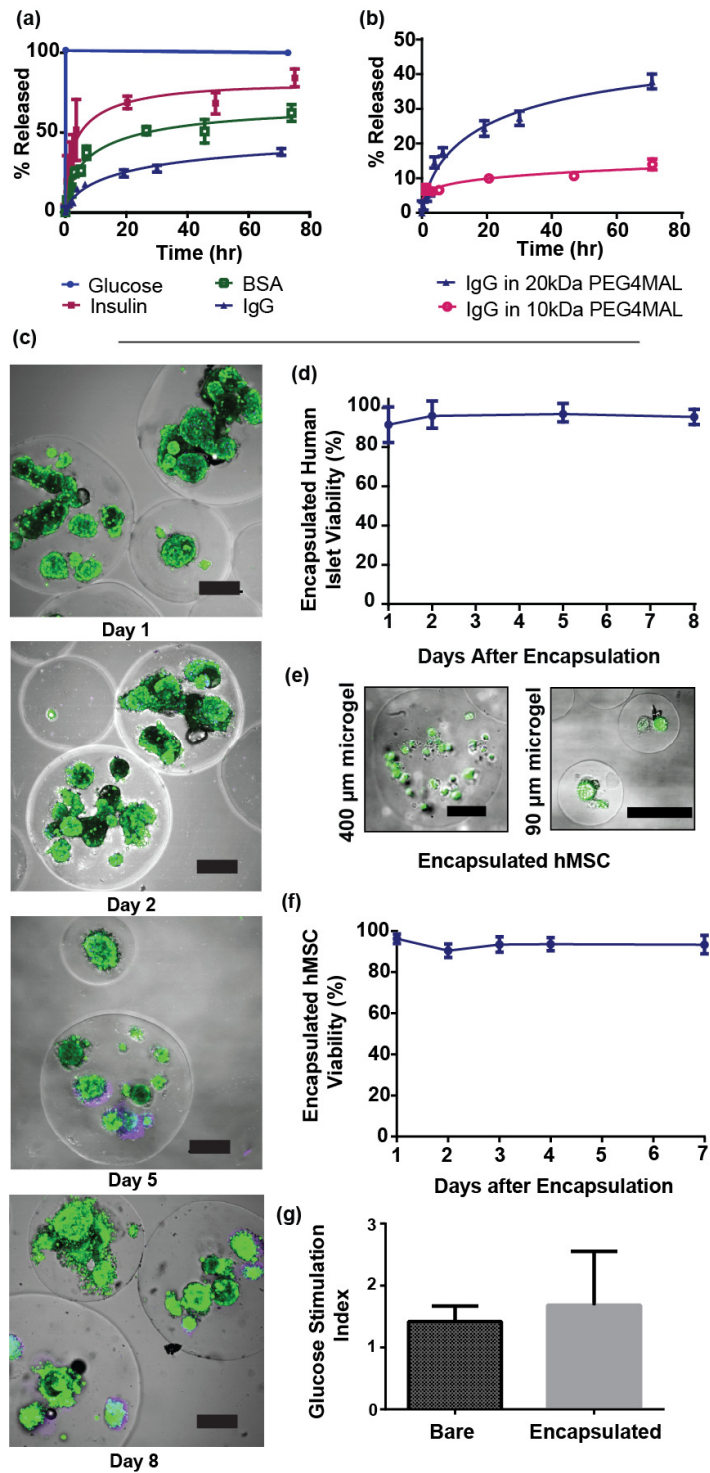 (a)
100
50
0
% Released
0 20 40 60 80
Time (hr)
Glucose
BSA
Insulin
IgG
(b)
50
40
30
20
10
0
% Released
0 20 40 60 80
Time (hr)
IgG in 20kDa PEG4MAL
IgG in 10kDa PEG4MAL
(c)
Day 1
Day 2
Day 5
Day 8
(d)
100
80
60
40
20
0
Encapsulated Human
Islet Viability (%)
1 2 3 4 5 6 7 8
Days After Encapsulation
(e)
400 µm microgel
90 µm microgel
Encapsulated hMSC
(f)
100
80
60
40
20
0
Encapsulated hMSC
Viability (%)
1 2 3 4 5 6 7
Days after Encapsulation
(g)
3
2
1
0
Glucose Stimulation
Index
Bare Encapsulated